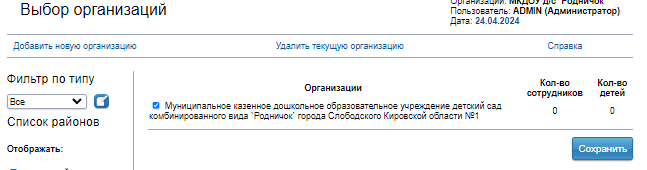 Выбор организаций
Организация: МКДОУ д/с `Родничок`
Пользователь: ADMIN (Администратор)
Дата: 24.04.2024
Добавить новую организацию
Удалить текущую организацию
Справка
Фильтр по типу
Все
Список районов
Отображать:
Организации
Кол-во сотрудников
Кол-во детей
Муниципальное казенное дошкольное образовательное учреждение детский сад
комбинированного вида `Родничок` города Слободского Кировской области №1
0
0
Сохранить